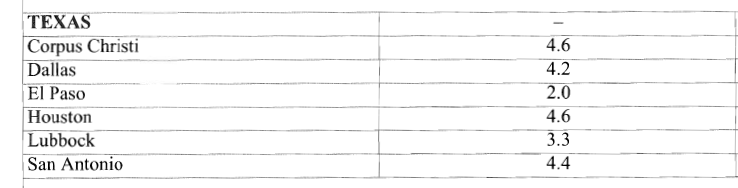 TEXAS –
Corpus Christi 4.6
Dallas 4.2
El Paso 2.0
Houston 4.6
Lubbock 3.3
San Antonio 4.4